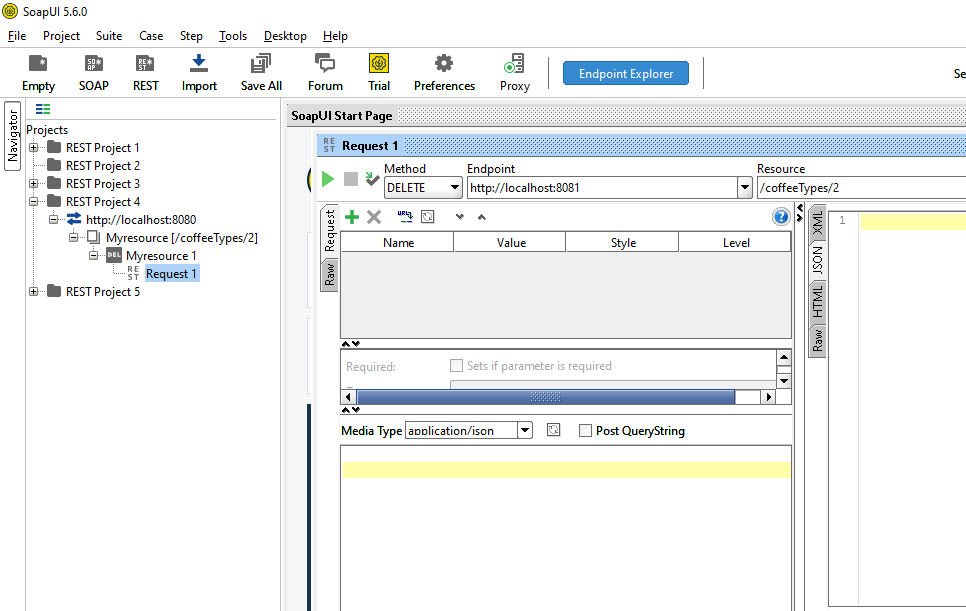 SoapUI 5.6.0
File Project Suite Case Step Tools Desktop Help
Empty SOAP REST Import Save All Forum Trial Preferences Proxy Endpoint Explorer Se
Navigator
Projects
REST Project 1
REST Project 2
REST Project 3
REST Project 4
http://localhost:8080
Myresource [/coffeeTypes/2]
DEL Myresource 1
REST Request 1
REST Project 5
SoapUI Start Page
REST Request 1
Method Endpoint Resource
DELETE http://localhost:8081 /coffeeTypes/2
Request
Raw
Name Value Style Level
Required: Sets if parameter is required
Media Type application/json Post QueryString
XML
JSON
HTML
Raw
1